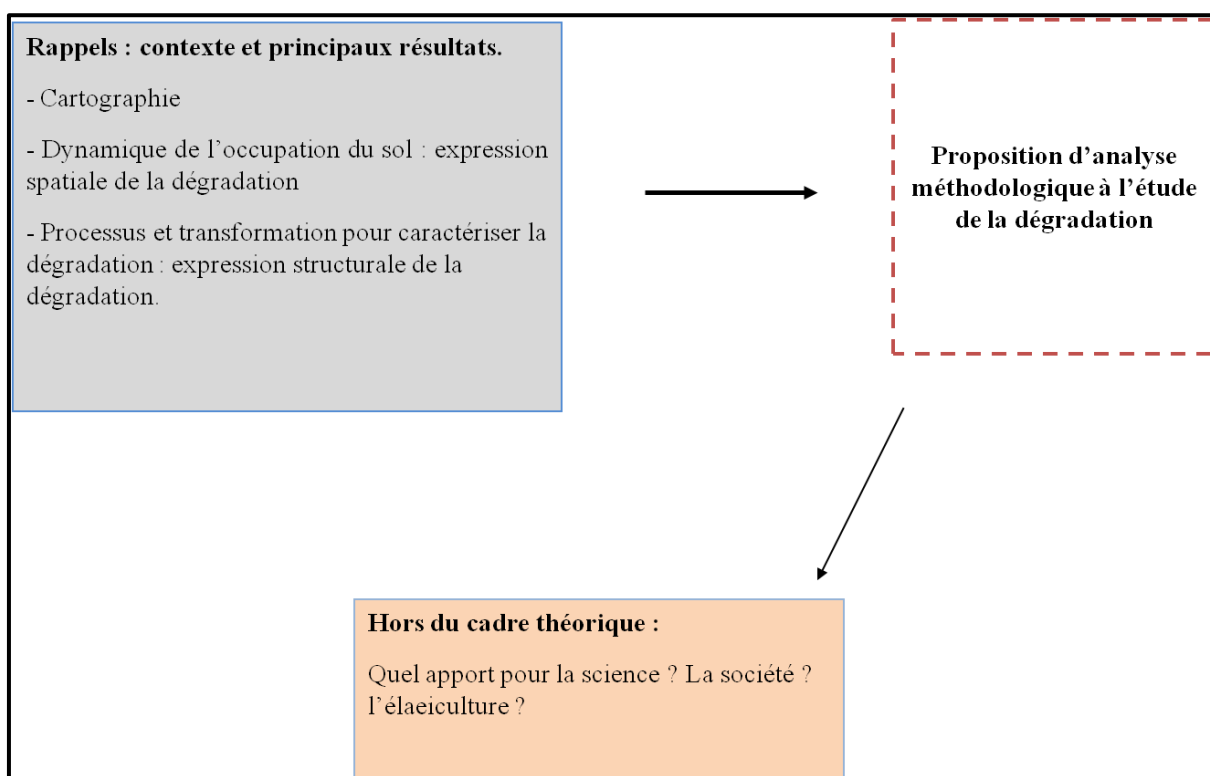 Rappels : contexte et principaux résultats.
- Cartographie
- Dynamique de l’occupation du sol : expression
spatiale de la dégradation
- Processus et transformation pour caractériser la
dégradation : expression structurale de la
dégradation.
Proposition d’analyse
méthodologique à l’étude
de la dégradation
Hors du cadre théorique :
Quel apport pour la science ? La société ?
l’élaeiculture ?